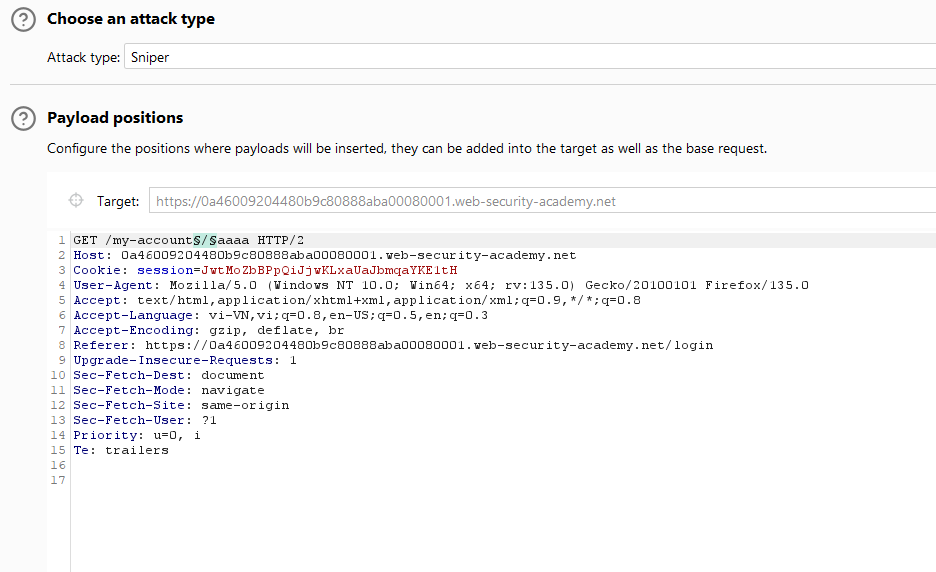 Choose an attack type
Attack type: Sniper
Payload positions
Configure the positions where payloads will be inserted, they can be added into the target as well as the base request.
Target: https://0a46009204480b9c80888aba00080001.web-security-academy.net
1 GET /my-account§/§aaaa HTTP/2
2 Host: 0a46009204480b9c80888aba00080001.web-security-academy.net
3 Cookie: session=JwtMoZbBPpQiJjwKLxaUaJbmqaYKE1tH
4 User-Agent: Mozilla/5.0 (Windows NT 10.0; Win64; x64; rv:135.0) Gecko/20100101 Firefox/135.0
5 Accept: text/html,application/xhtml+xml,application/xml;q=0.9,*/*;q=0.8
6 Accept-Language: vi-VN,vi;q=0.8,en-US;q=0.5,en;q=0.3
7 Accept-Encoding: gzip, deflate, br
8 Referer: https://0a46009204480b9c80888aba00080001.web-security-academy.net/login
9 Upgrade-Insecure-Requests: 1
10 Sec-Fetch-Dest: document
11 Sec-Fetch-Mode: navigate
12 Sec-Fetch-Site: same-origin
13 Sec-Fetch-User: ?1
14 Priority: u=0, i
15 Te: trailers
16
17